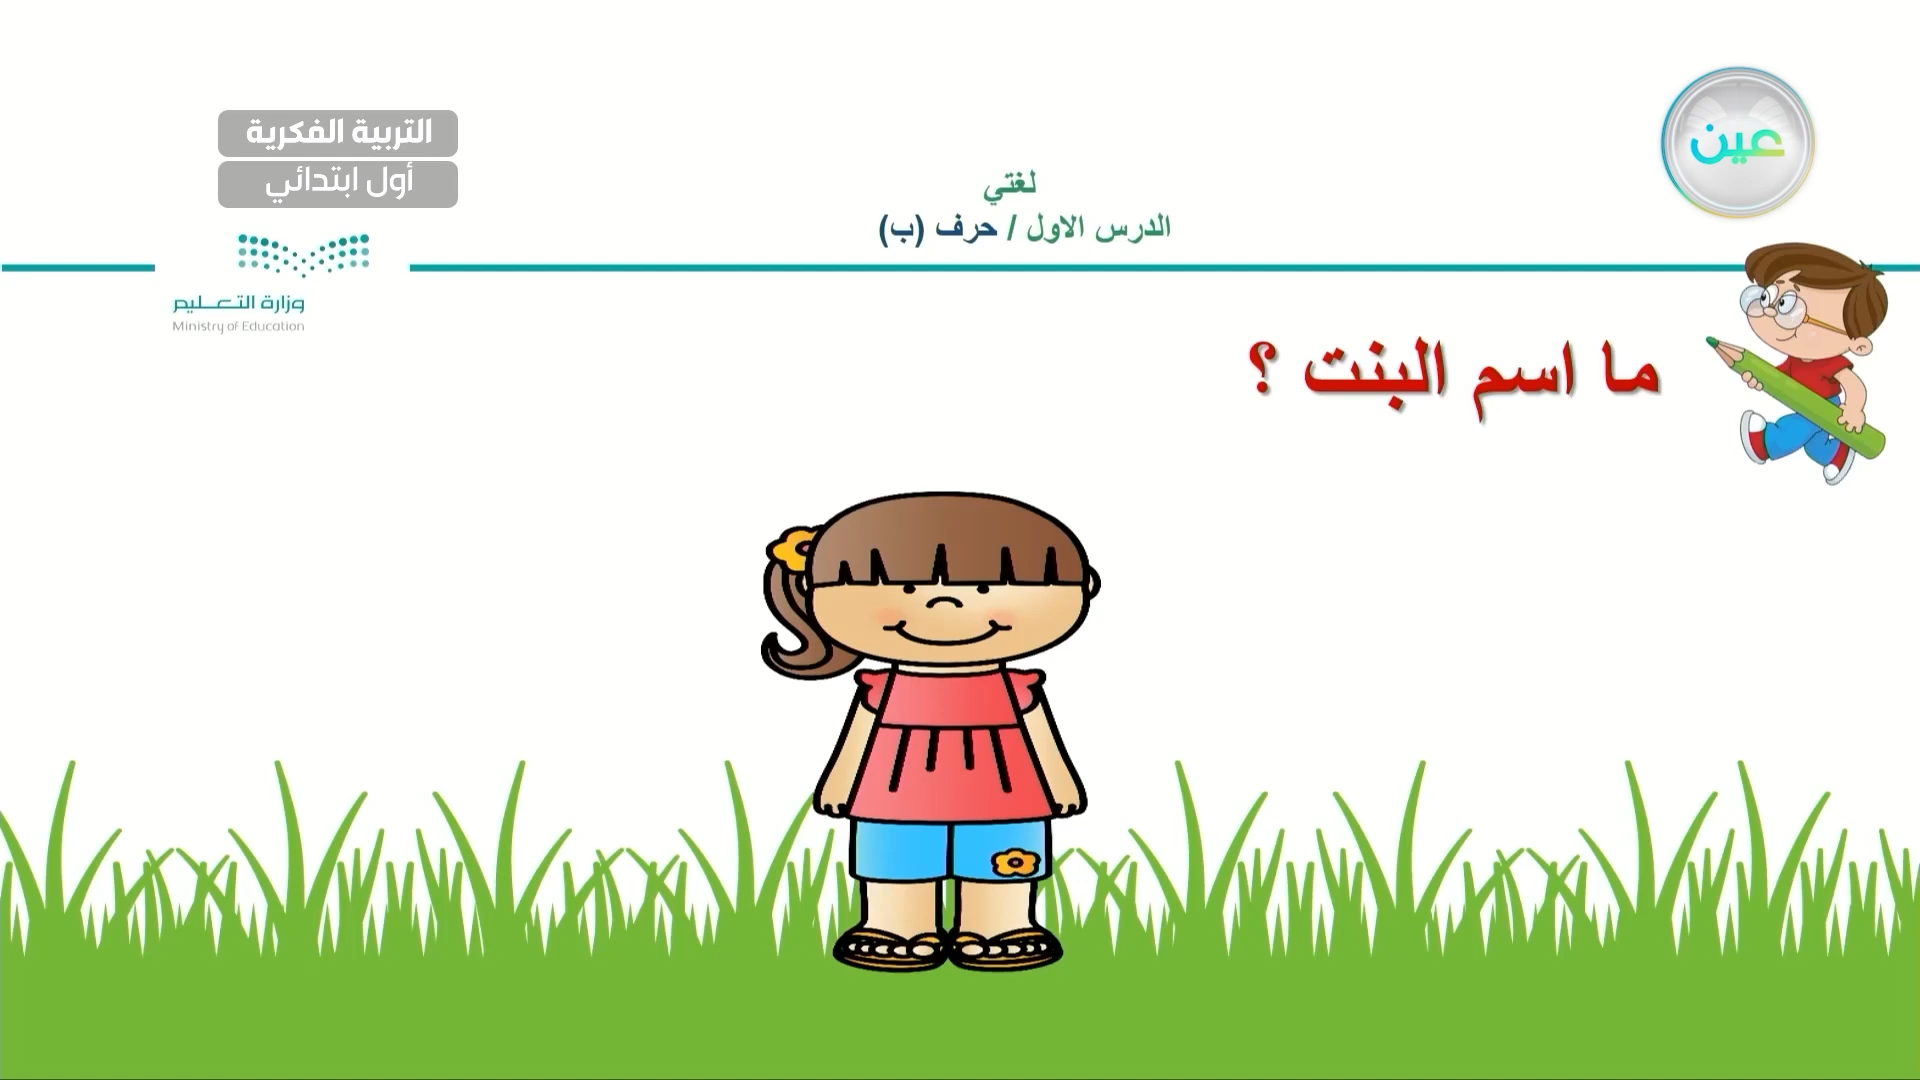 عين
التربية الفكرية
أول ابتدائي
لغتي
الدرس الاول / حرف (ب)
وزارة التعليم
Ministry of Education
ما اسم البنت ؟